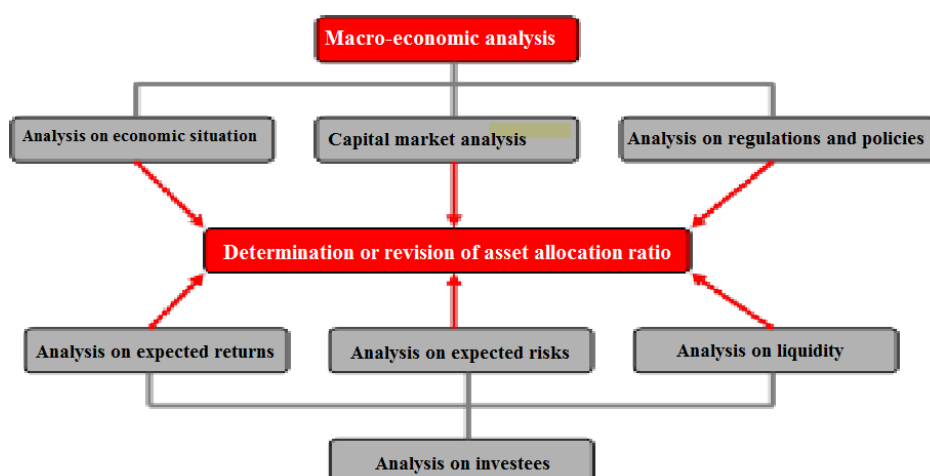 Macro-economic analysis
Analysis on economic situation
Capital market analysis
Analysis on regulations and policies
Determination or revision of asset allocation ratio
Analysis on expected returns
Analysis on expected risks
Analysis on liquidity
Analysis on investees